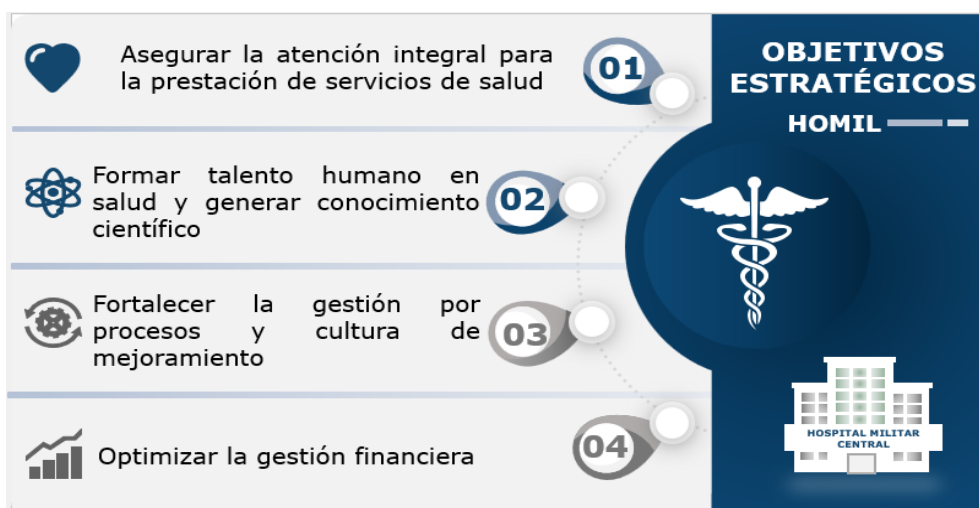 Asegurar la atención integral para
la prestación de servicios de salud
01
Formar talento humano en
salud y generar conocimiento
científico
02
Fortalecer la gestión por
procesos y cultura de
mejoramiento
03
Optimizar la gestión financiera
04
OBJETIVOS
ESTRATÉGICOS
HOMIL
HOSPITAL MILITAR
CENTRAL